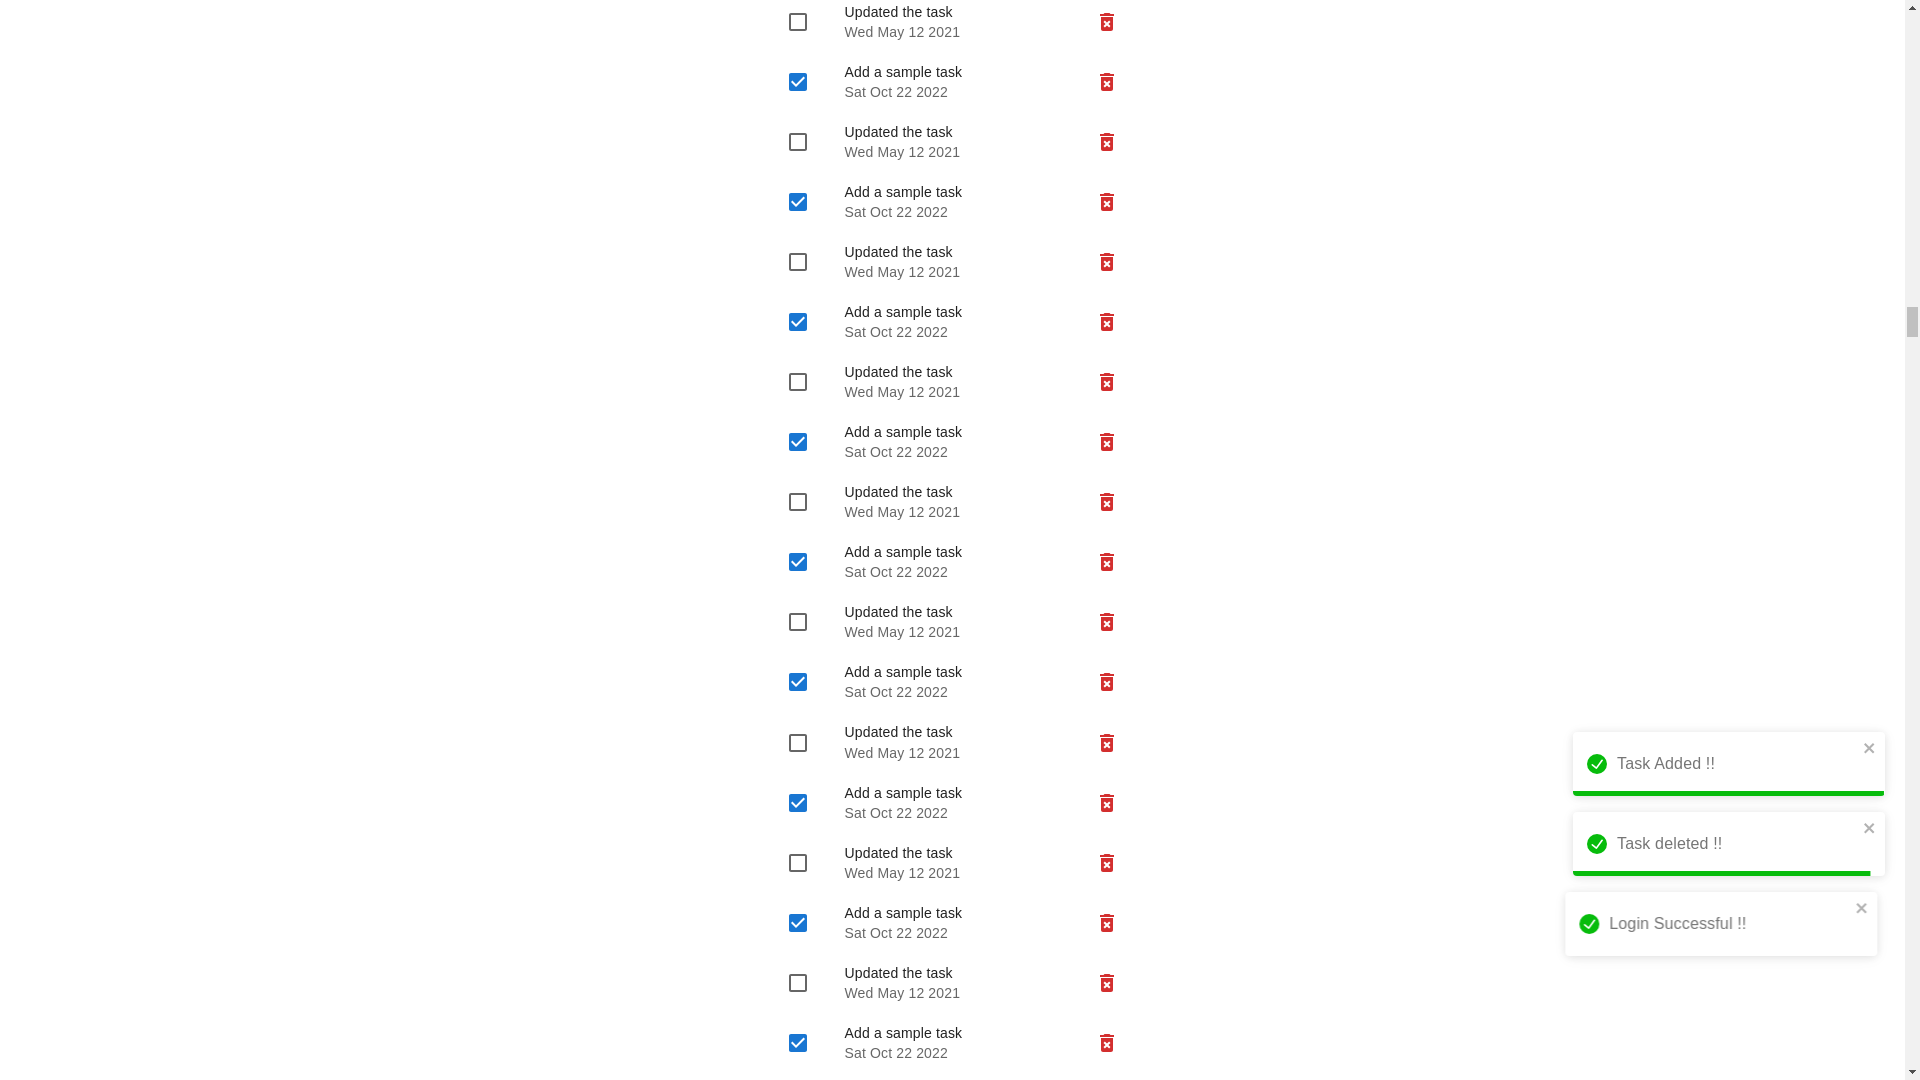 Updated the task
Wed May 12 2021
Add a sample task
Sat Oct 22 2022
Updated the task
Wed May 12 2021
Add a sample task
Sat Oct 22 2022
Updated the task
Wed May 12 2021
Add a sample task
Sat Oct 22 2022
Updated the task
Wed May 12 2021
Add a sample task
Sat Oct 22 2022
Updated the task
Wed May 12 2021
Add a sample task
Sat Oct 22 2022
Updated the task
Wed May 12 2021
Add a sample task
Sat Oct 22 2022
Updated the task
Wed May 12 2021
Add a sample task
Sat Oct 22 2022
Updated the task
Wed May 12 2021
Add a sample task
Sat Oct 22 2022
Updated the task
Wed May 12 2021
Add a sample task
Sat Oct 22 2022
Task Added !!
Task deleted !!
Login Successful !!